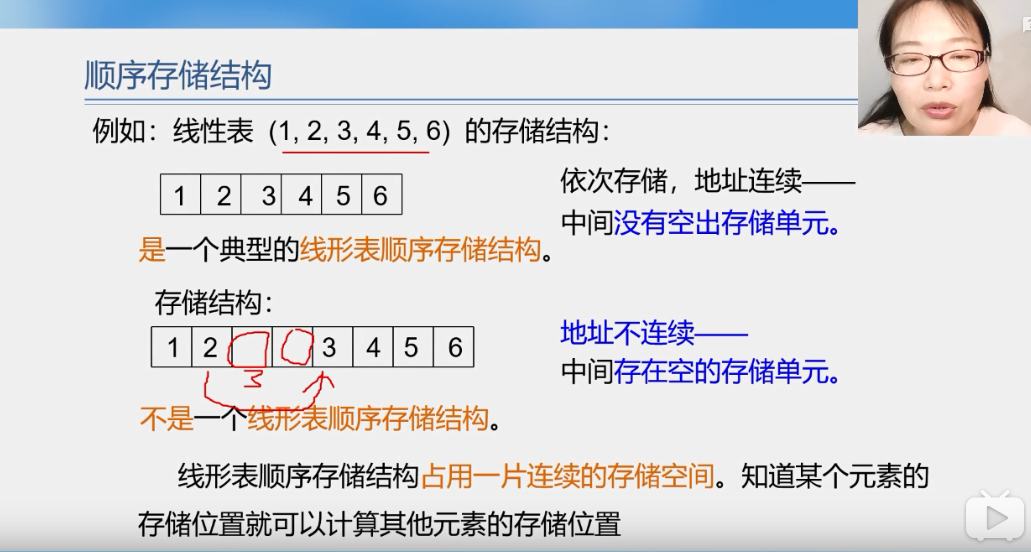 顺序存储结构
例如：线性表（1, 2, 3, 4, 5, 6）的存储结构：
1 2 3 4 5 6
依次存储，地址连续——
中间没有空出存储单元。
是一个典型的线形表顺序存储结构。
存储结构：
1 2 3 4 5 6
3
地址不连续——
中间存在空的存储单元。
不是一个线形表顺序存储结构。
线形表顺序存储结构占用一片连续的存储空间。知道某个元素的
存储位置就可以计算其他元素的存储位置